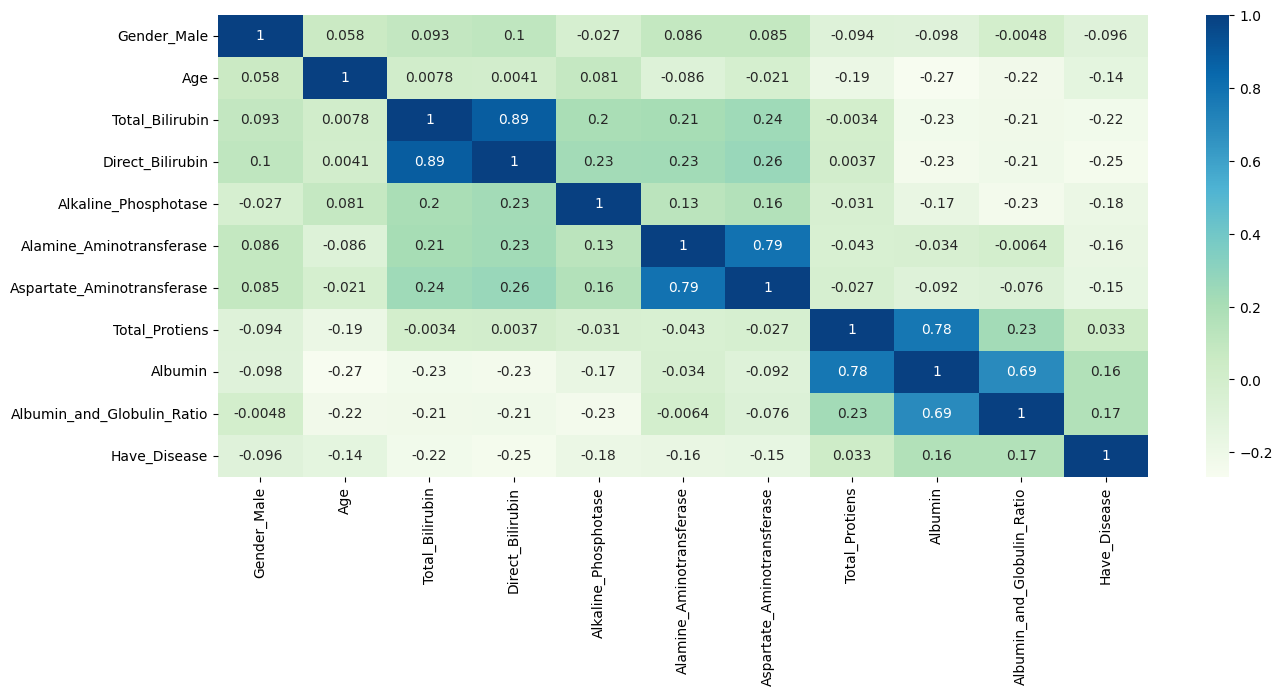 Gender_Male 1 0.058 0.093 0.1 -0.027 0.086 0.085 -0.094 -0.098 -0.0048 -0.096
Age 0.058 1 0.0078 0.0041 0.081 -0.086 -0.021 -0.19 -0.27 -0.22 -0.14
Total_Bilirubin 0.093 0.0078 1 0.89 0.2 0.21 0.24 -0.0034 -0.23 -0.21 -0.22
Direct_Bilirubin 0.1 0.0041 0.89 1 0.23 0.23 0.26 0.0037 -0.23 -0.21 -0.25
Alkaline_Phosphotase -0.027 0.081 0.2 0.23 1 0.13 0.16 -0.031 -0.17 -0.23 -0.18
Alamine_Aminotransferase 0.086 -0.086 0.21 0.23 0.13 1 0.79 -0.043 -0.034 -0.0064 -0.16
Aspartate_Aminotransferase 0.085 -0.021 0.24 0.26 0.16 0.79 1 -0.027 -0.092 -0.076 -0.15
Total_Protiens -0.094 -0.19 -0.0034 0.0037 -0.031 -0.043 -0.027 1 0.78 0.23 0.033
Albumin -0.098 -0.27 -0.23 -0.23 -0.17 -0.034 -0.092 0.78 1 0.69 0.16
Albumin_and_Globulin_Ratio -0.0048 -0.22 -0.21 -0.21 -0.23 -0.0064 -0.076 0.23 0.69 1 0.17
Have_Disease -0.096 -0.14 -0.22 -0.25 -0.18 -0.16 -0.15 0.033 0.16 0.17 1
Gender_Male
Age
Total_Bilirubin
Direct_Bilirubin
Alkaline_Phosphotase
Alamine_Aminotransferase
Aspartate_Aminotransferase
Total_Protiens
Albumin
Albumin_and_Globulin_Ratio
Have_Disease
1.0
0.8
0.6
0.4
0.2
0.0
−0.2